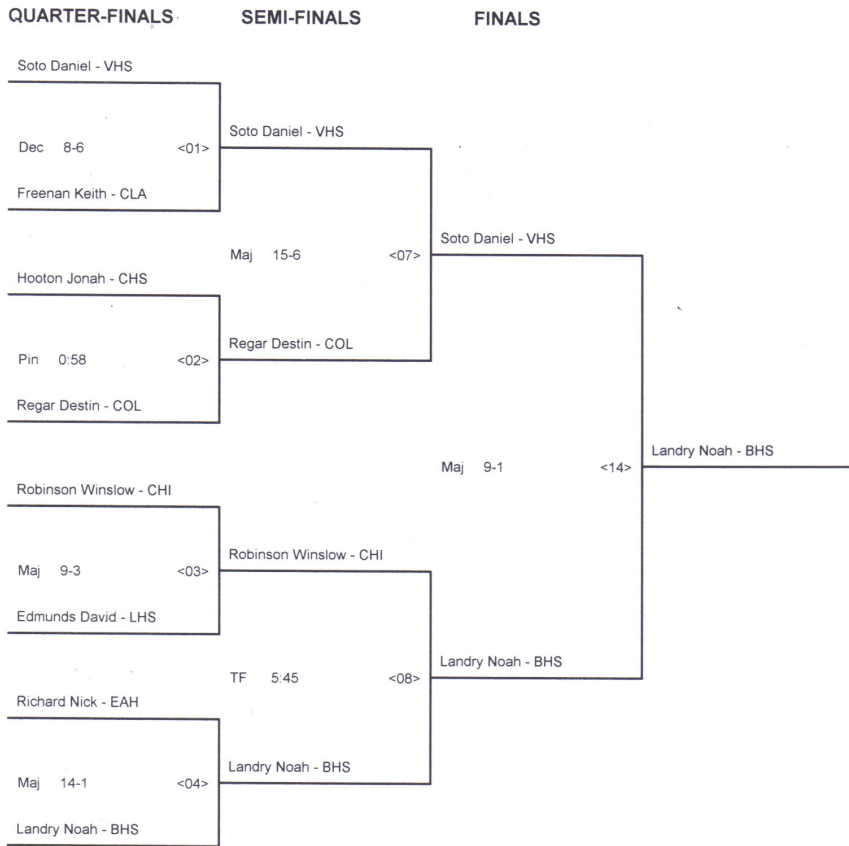 QUARTER-FINALS SEMI-FINALS FINALS
Soto Daniel - VHS
Soto Daniel - VHS
Dec 8-6 <01>
Freenan Keith - CLA
Soto Daniel - VHS
Maj 15-6 <07>
Hooton Jonah - CHS
Regar Destin - COL
Pin 0:58 <02>
Regar Destin - COL
Landry Noah - BHS
Maj 9-1 <14>
Robinson Winslow - CHI
Robinson Winslow - CHI
Maj 9-3 <03>
Edmunds David - LHS
Landry Noah - BHS
TF 5:45 <08>
Richard Nick - EAH
Landry Noah - BHS
Maj 14-1 <04>
Landry Noah - BHS